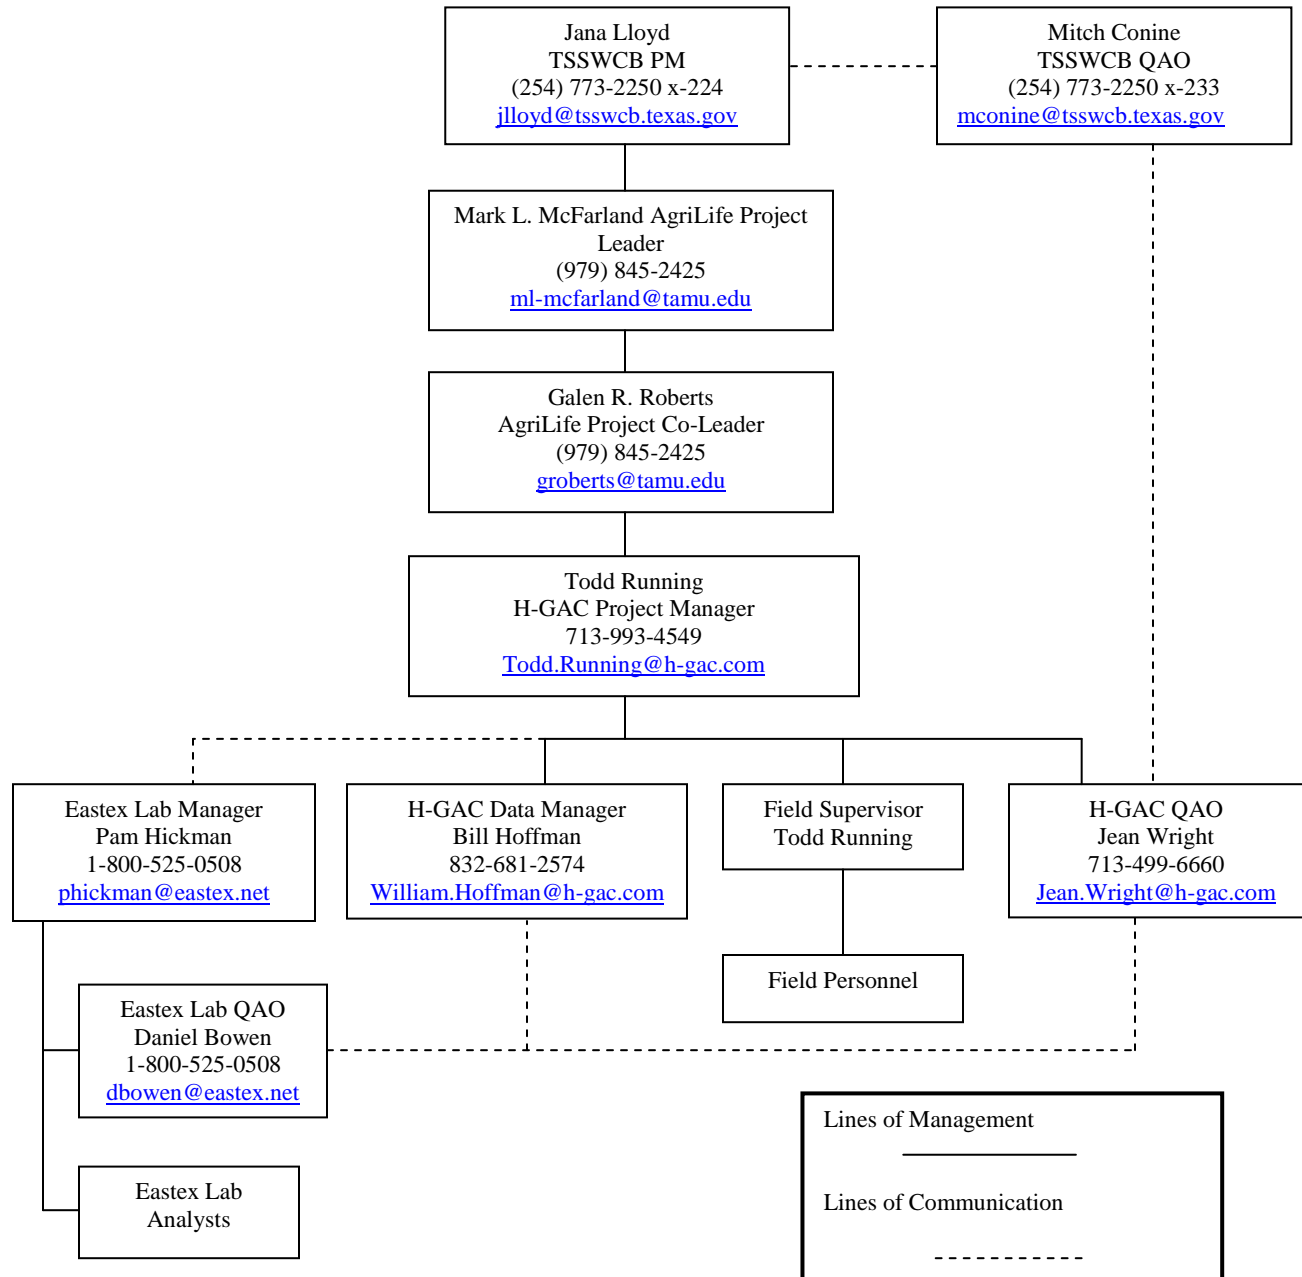 Jana Lloyd
TSSWCB PM
(254) 773-2250 x-224
jlloyd@tsswcb.texas.gov
Mitch Conine
TSSWCB QAO
(254) 773-2250 x-233
mconine@tsswcb.texas.gov
Mark L. McFarland AgriLife Project
Leader
(979) 845-2425
ml-mcfarland@tamu.edu
Galen R. Roberts
AgriLife Project Co-Leader
(979) 845-2425
groberts@tamu.edu
Todd Running
H-GAC Project Manager
713-993-4549
Todd.Running@h-gac.com
Eastex Lab Manager
Pam Hickman
1-800-525-0508
phickman@eastex.net
H-GAC Data Manager
Bill Hoffman
832-681-2574
William.Hoffman@h-gac.com
Field Supervisor
Todd Running
H-GAC QAO
Jean Wright
713-499-6660
Jean.Wright@h-gac.com
Field Personnel
Eastex Lab QAO
Daniel Bowen
1-800-525-0508
dbowen@eastex.net
Eastex Lab
Analysts
Lines of Management
Lines of Communication